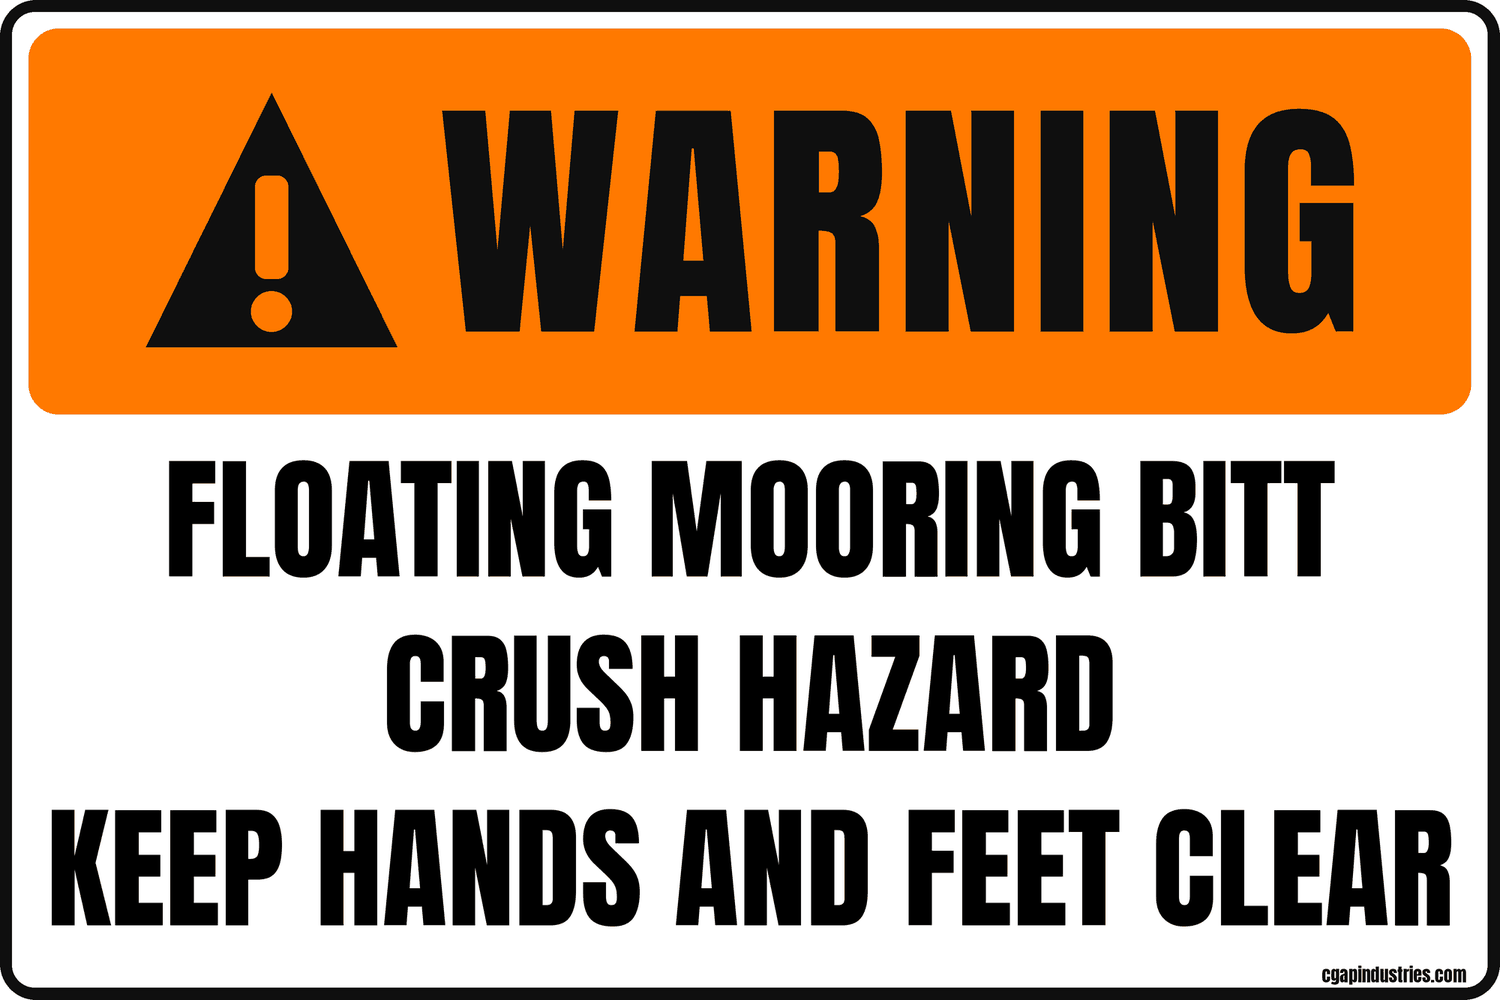 WARNING
FLOATING MOORING BITT
CRUSH HAZARD
KEEP HANDS AND FEET CLEAR
cgapindustries.com